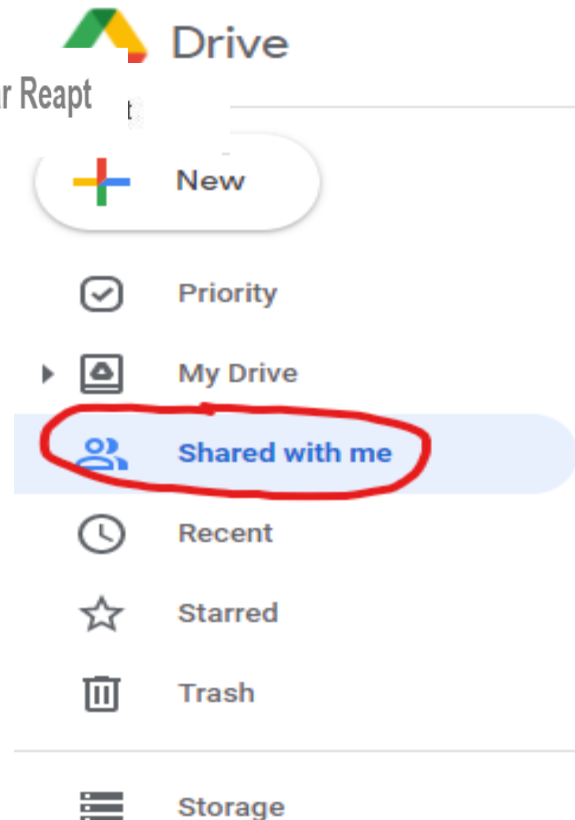 Drive
r Reapt
t
New
Priority
My Drive
Shared with me
Recent
Starred
Trash
Storage